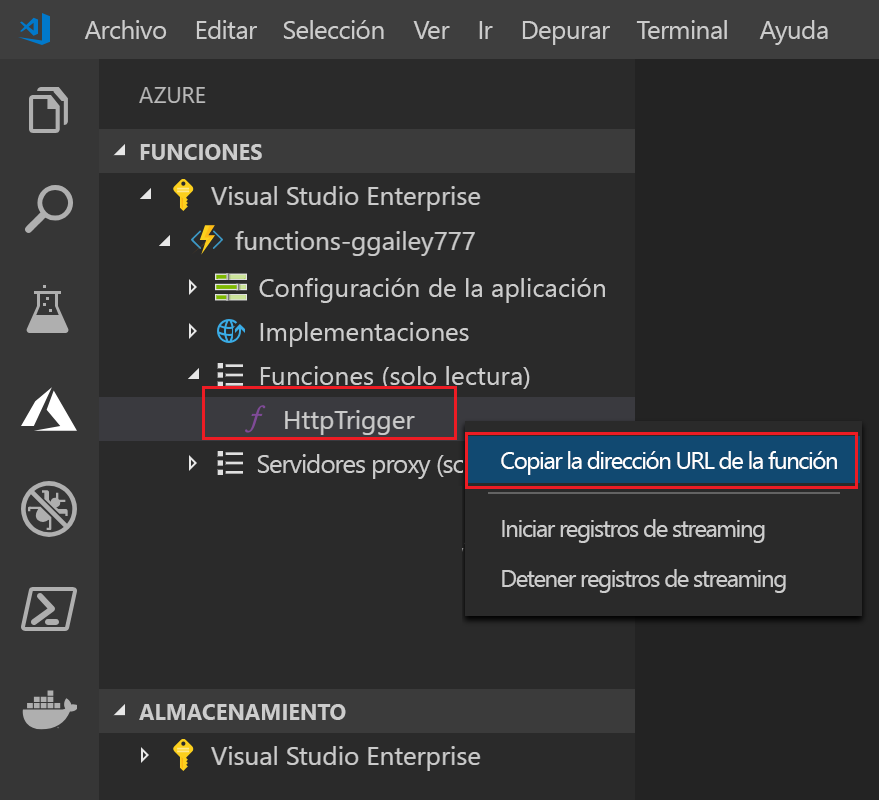 Archivo Editar Selección Ver Ir Depurar Terminal Ayuda
AZURE
FUNCIONES
Visual Studio Enterprise
functions-ggailey777
Configuración de la aplicación
Implementaciones
Funciones (solo lectura)
HttpTrigger
Servidores proxy (so
Copiar la dirección URL de la función
Iniciar registros de streaming
Detener registros de streaming
ALMACENAMIENTO
Visual Studio Enterprise